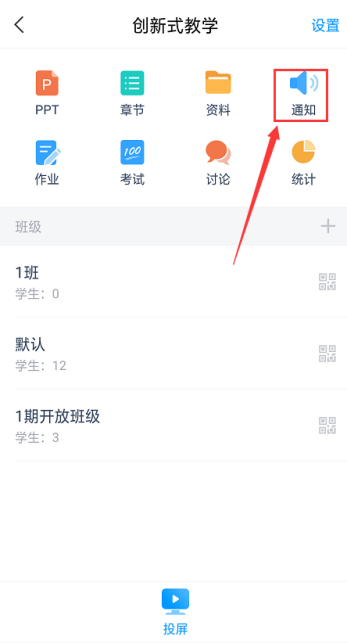 创新式教学 设置
PPT 章节 资料 通知
作业 考试 讨论 统计
班级
1班
学生：0
默认
学生：12
1期开放班级
学生：3
投屏